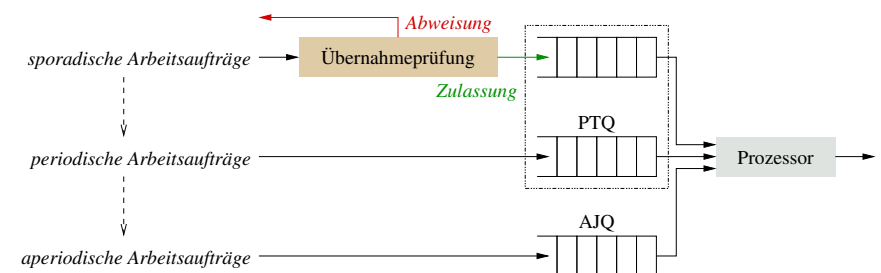 Abweisung
sporadische Arbeitsaufträge
Übernahmeprüfung
Zulassung
PTQ
periodische Arbeitsaufträge
Prozessor
AJQ
aperiodische Arbeitsaufträge